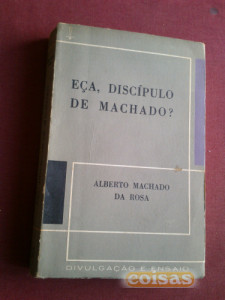 EÇA, DISCÍPULO
DE MACHADO?
ALBERTO MACHADO
DA ROSA
DIVULGAÇÃO E ENSAIO
coisas